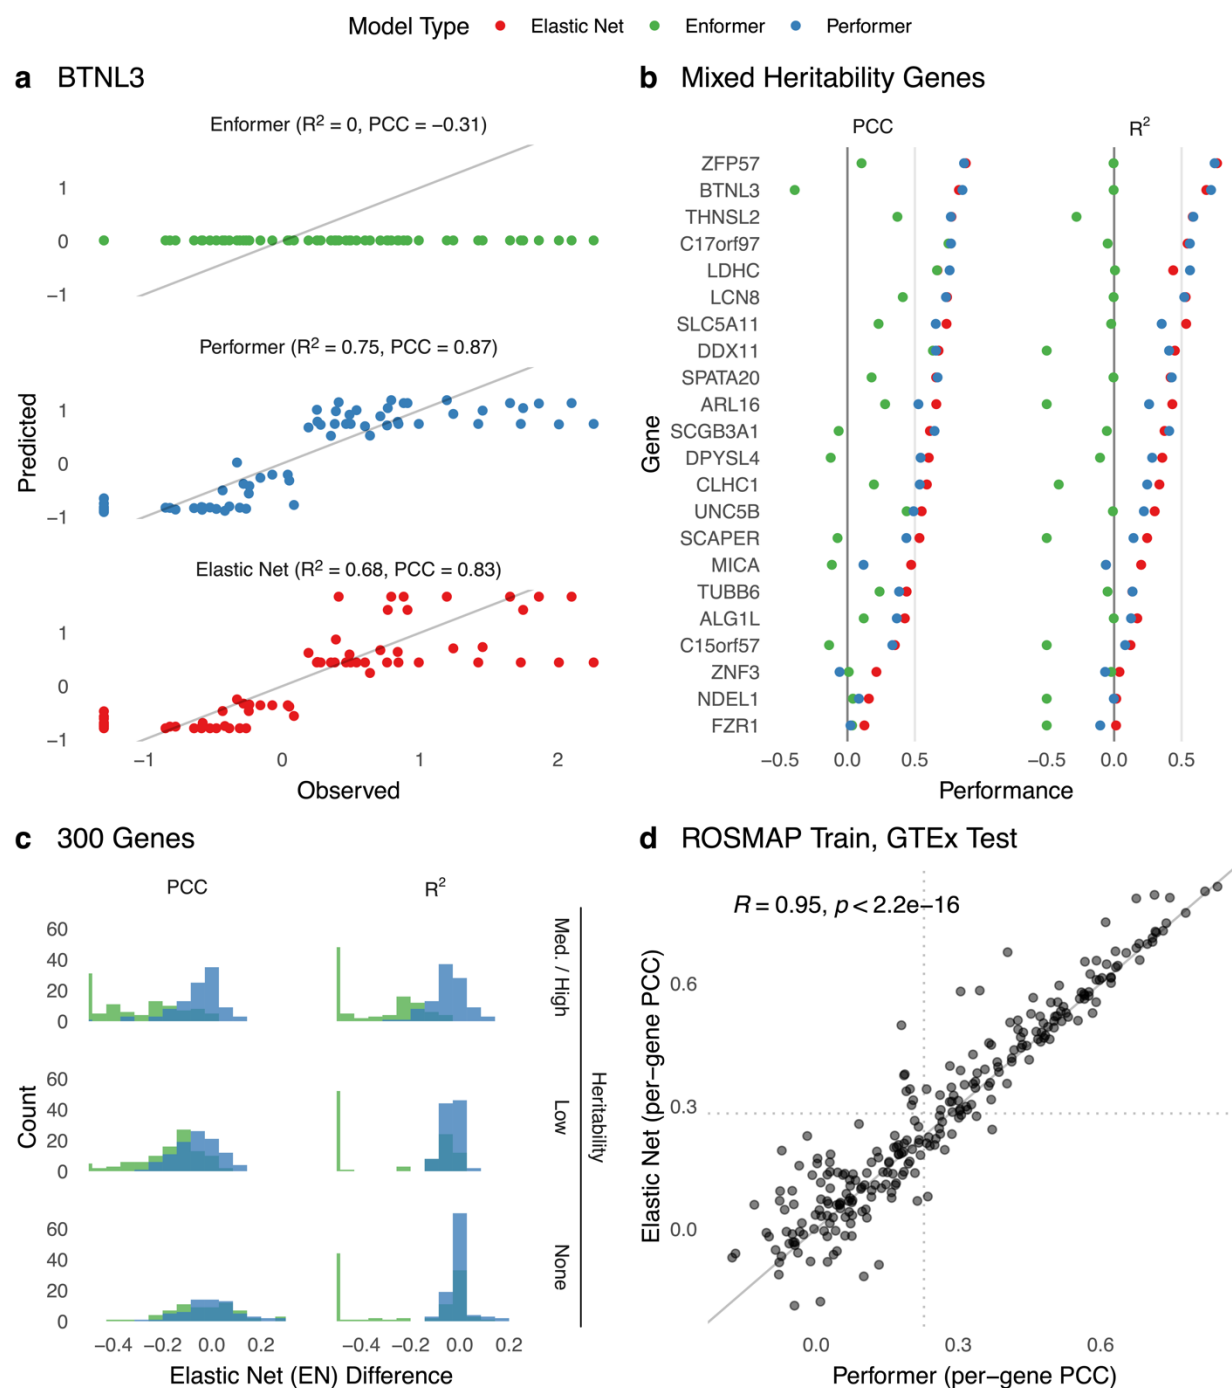 Model Type Elastic Net Enformer Performer
a BTNL3
Enformer (R² = 0, PCC = −0.31)
1
0
−1
Performer (R² = 0.75, PCC = 0.87)
1
0
−1
Elastic Net (R² = 0.68, PCC = 0.83)
1
0
−1
−1 0 1 2
Predicted
Observed
b Mixed Heritability Genes
PCC R²
ZFP57
BTNL3
THNSL2
C17orf97
LDHC
LCN8
SLC5A11
DDX11
SPATA20
ARL16
SCGB3A1
DPYSL4
CLHC1
UNC5B
SCAPER
MICA
TUBB6
ALG1L
C15orf57
ZNF3
NDEL1
FZR1
Gene
−0.5 0.0 0.5 −0.5 0.0 0.5
Performance
c 300 Genes
PCC R²
60
40
20
0
Med. / High
60
40
20
0
Low
60
40
20
0
None
Count
Heritability
−0.4 −0.2 0.0 0.2 −0.4 −0.2 0.0 0.2
Elastic Net (EN) Difference
d ROSMAP Train, GTEx Test
R = 0.95, p < 2.2e−16
0.6
0.3
0.0
Elastic Net (per−gene PCC)
0.0 0.3 0.6
Performer (per−gene PCC)